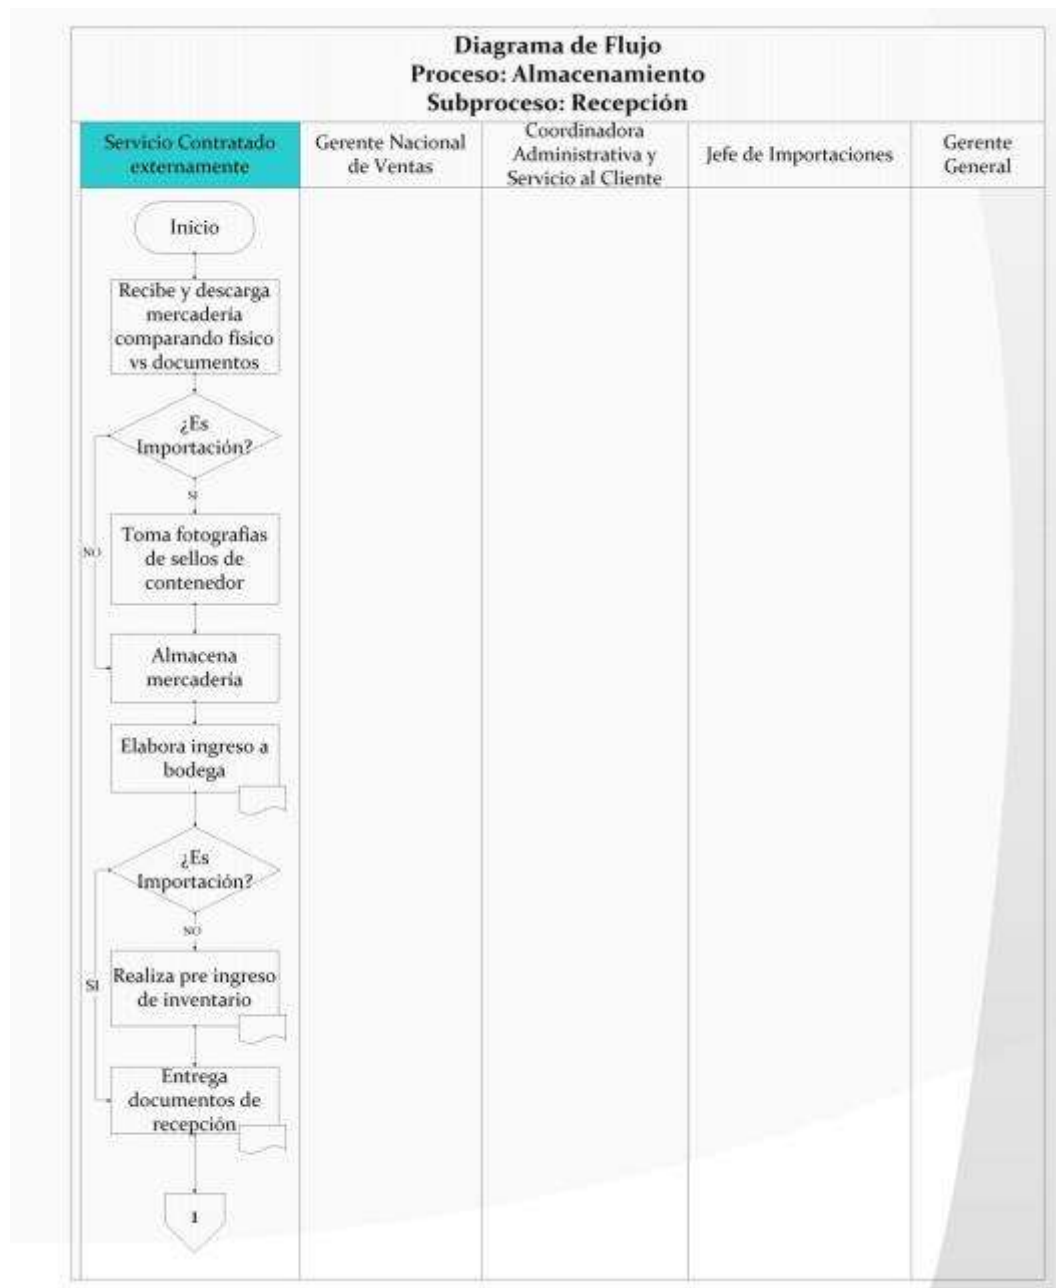 Diagrama de Flujo
Proceso: Almacenamiento
Subproceso: Recepción
Servicio Contratado
externamente
Gerente Nacional
de Ventas
Coordinadora
Administrativa y
Servicio al Cliente
Jefe de Importaciones
Gerente
General
Inicio
Recibe y descarga
mercadería
comparando físico
vs documentos
¿Es
Importación?
SI
NO
Toma fotografías
de sellos de
contenedor
Almacena
mercadería
Elabora ingreso a
bodega
¿Es
Importación?
NO
SI
Realiza pre ingreso
de inventario
Entrega
documentos de
recepción
1